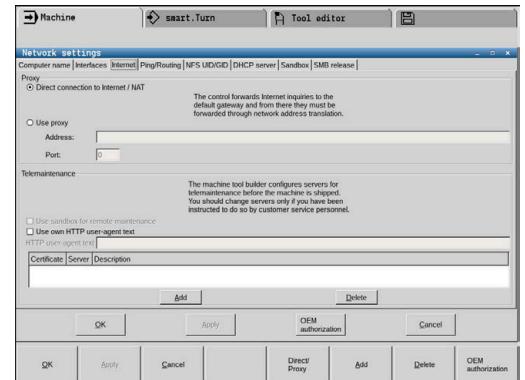 Machine
smart.Turn
Tool editor
Network settings
Computer name Interfaces Internet Ping/Routing NFS UID/GID DHCP server Sandbox SMB release
Proxy
Direct connection to Internet / NAT
The control forwards Internet inquiries to the
default gateway and from there they must be
forwarded through network address translation.
Use proxy
Address:
Port:
0
Telemaintenance
The machine tool builder configures servers for
telemaintenance before the machine is shipped.
You should change servers only if you have been
instructed to do so by customer service personnel.
Use sandbox for remote maintenance
Use own HTTP user-agent text
HTTP user-agent text
Certificate Server Description
Add Delete
OK Apply OEM authorization Cancel
OK Apply Cancel Direct/ Proxy Add Delete OEM authorization